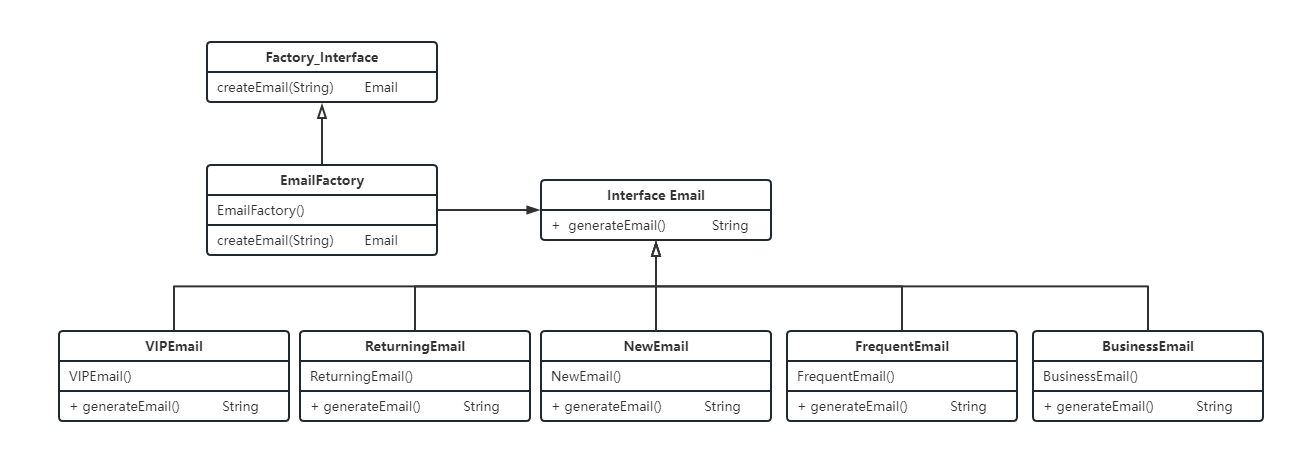 Factory_Interface
createEmail(String) Email
EmailFactory
EmailFactory()
createEmail(String) Email
Interface Email
+ generateEmail() String
VIPEmail
VIPEmail()
+ generateEmail() String
ReturningEmail
ReturningEmail()
+ generateEmail() String
NewEmail
NewEmail()
+ generateEmail() String
FrequentEmail
FrequentEmail()
+ generateEmail() String
BusinessEmail
BusinessEmail()
+ generateEmail() String